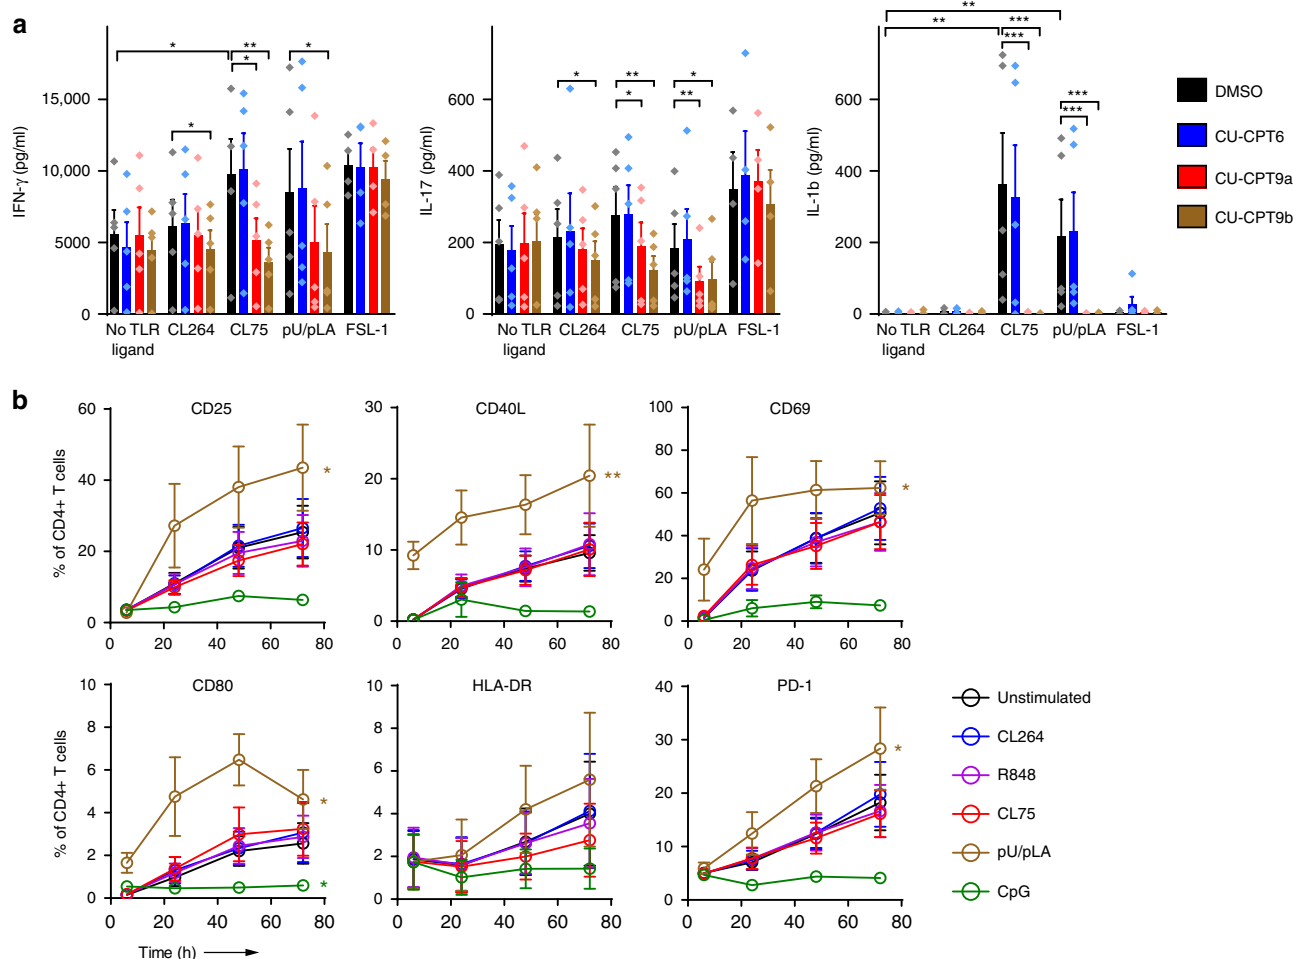 a
IFN-γ (pg/ml)
15,000
10,000
5000
0
* ** * * *
No TLR ligand CL264 CL75 pU/pLA FSL-1
IL-17 (pg/ml)
600
400
200
0
* ** * * **
No TLR ligand CL264 CL75 pU/pLA FSL-1
IL-1b (pg/ml)
600
400
200
0
** ** *** *** *** ***
No TLR ligand CL264 CL75 pU/pLA FSL-1
DMSO
CU-CPT6
CU-CPT9a
CU-CPT9b
b
CD25
% of CD4+ T cells
60
40
20
0
0 20 40 60 80
*
CD40L
30
20
10
0
0 20 40 60 80
**
CD69
100
80
60
40
20
0
0 20 40 60 80
*
CD80
% of CD4+ T cells
10
8
6
4
2
0
0 20 40 60 80
*
*
Time (h)
HLA-DR
10
8
6
4
2
0
0 20 40 60 80
PD-1
40
30
20
10
0
0 20 40 60 80
*
Unstimulated
CL264
R848
CL75
pU/pLA
CpG